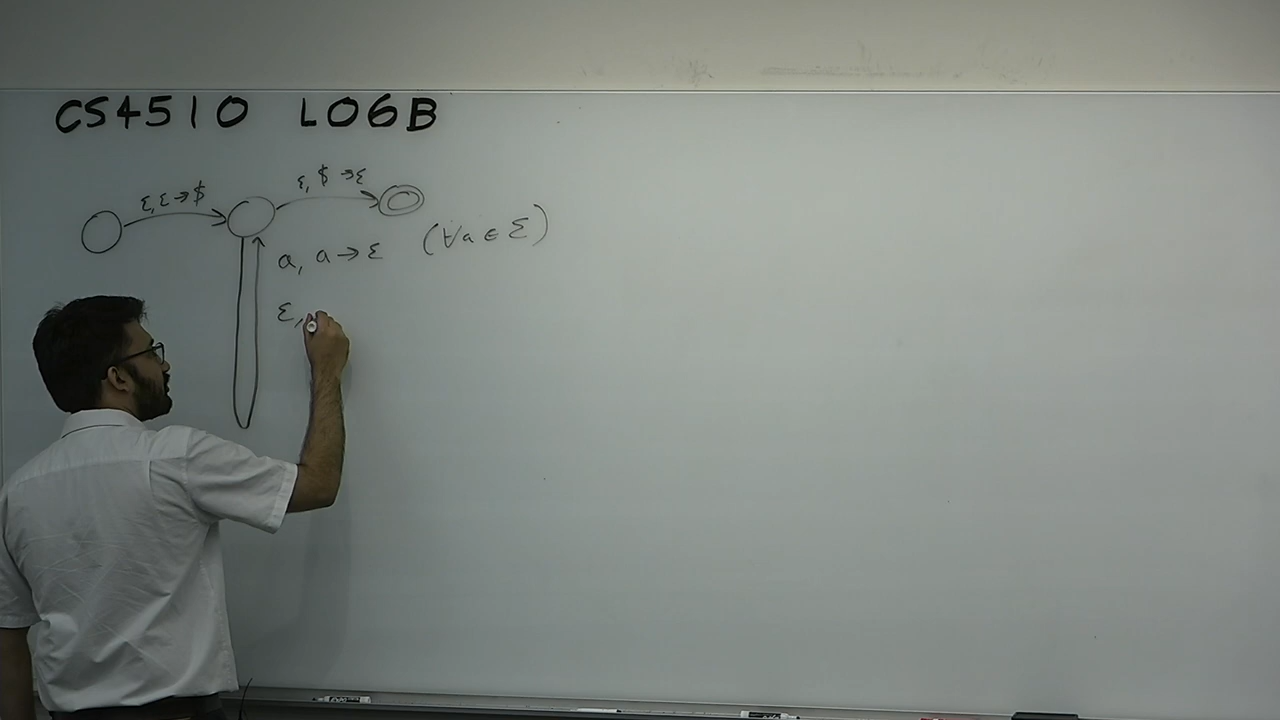 CS4510 L06B
ε,ε→$
ε,$→ε
a, a→ε (∀a∈Σ)
ε,